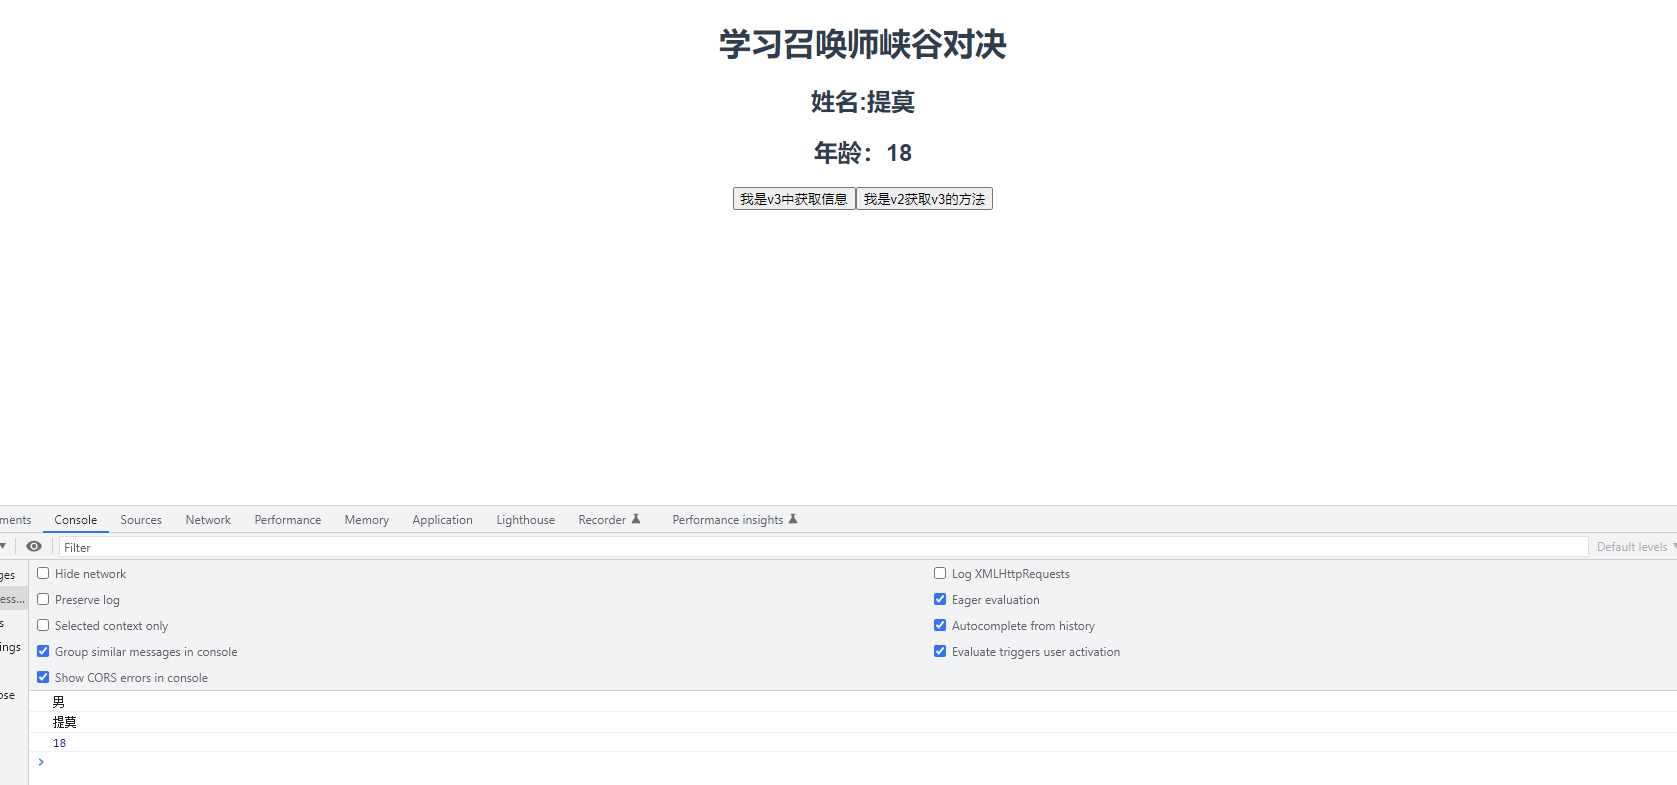 学习召唤师峡谷对决
姓名:提莫
年龄：18
我是v3中获取信息 我是v2获取v3的方法
ments Console Sources Network Performance Memory Application Lighthouse Recorder Performance insights
Filter Default levels
ges
ess...
s
ings
ose
Hide network Log XMLHttpRequests
Preserve log Eager evaluation
Selected context only Autocomplete from history
Group similar messages in console Evaluate triggers user activation
Show CORS errors in console
男
提莫
18